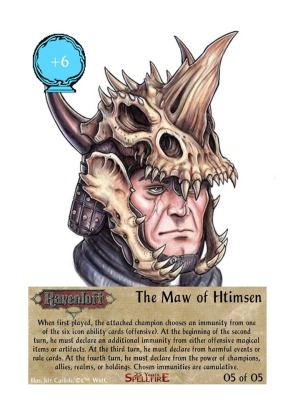 +6
Ravenloft
The Maw of Htimsen
When first played, the attached champion chooses an immunity from one
of the six icon ability cards (offensive). At the beginning of the second
turn, he must declare an additional immunity from either offensive magical
items or artifacts. At the third turn, he must declare from harmful events or
rule cards. At the fourth turn, he must declare from the power of champions,
allies, realms, or holdings. Chosen immunities are cumulative.
SPELLFIRE
05 of 05